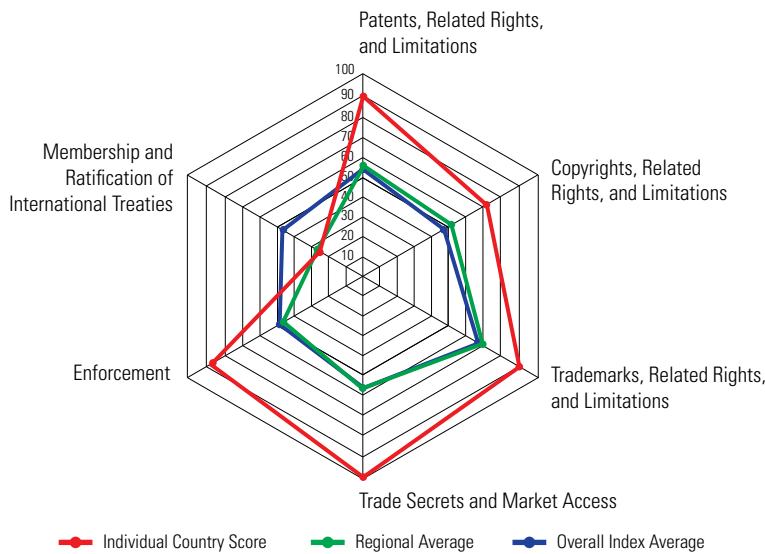 Patents, Related Rights,
and Limitations
100
90
80
70
60
50
40
30
20
10
Membership and
Ratification of
International Treaties
Copyrights, Related
Rights, and Limitations
Enforcement
Trademarks, Related Rights,
and Limitations
Trade Secrets and Market Access
Individual Country Score
Regional Average
Overall Index Average